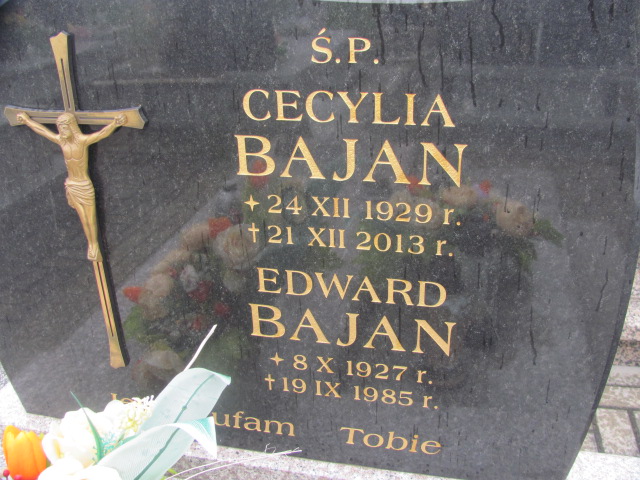 Ś.P.
CECYLIA
BAJAN
✦ 24 XII 1929 r.
✝ 21 XII 2013 r.
EDWARD
BAJAN
✦ 8 X 1927 r.
✝ 19 IX 1985 r.
ufam Tobie